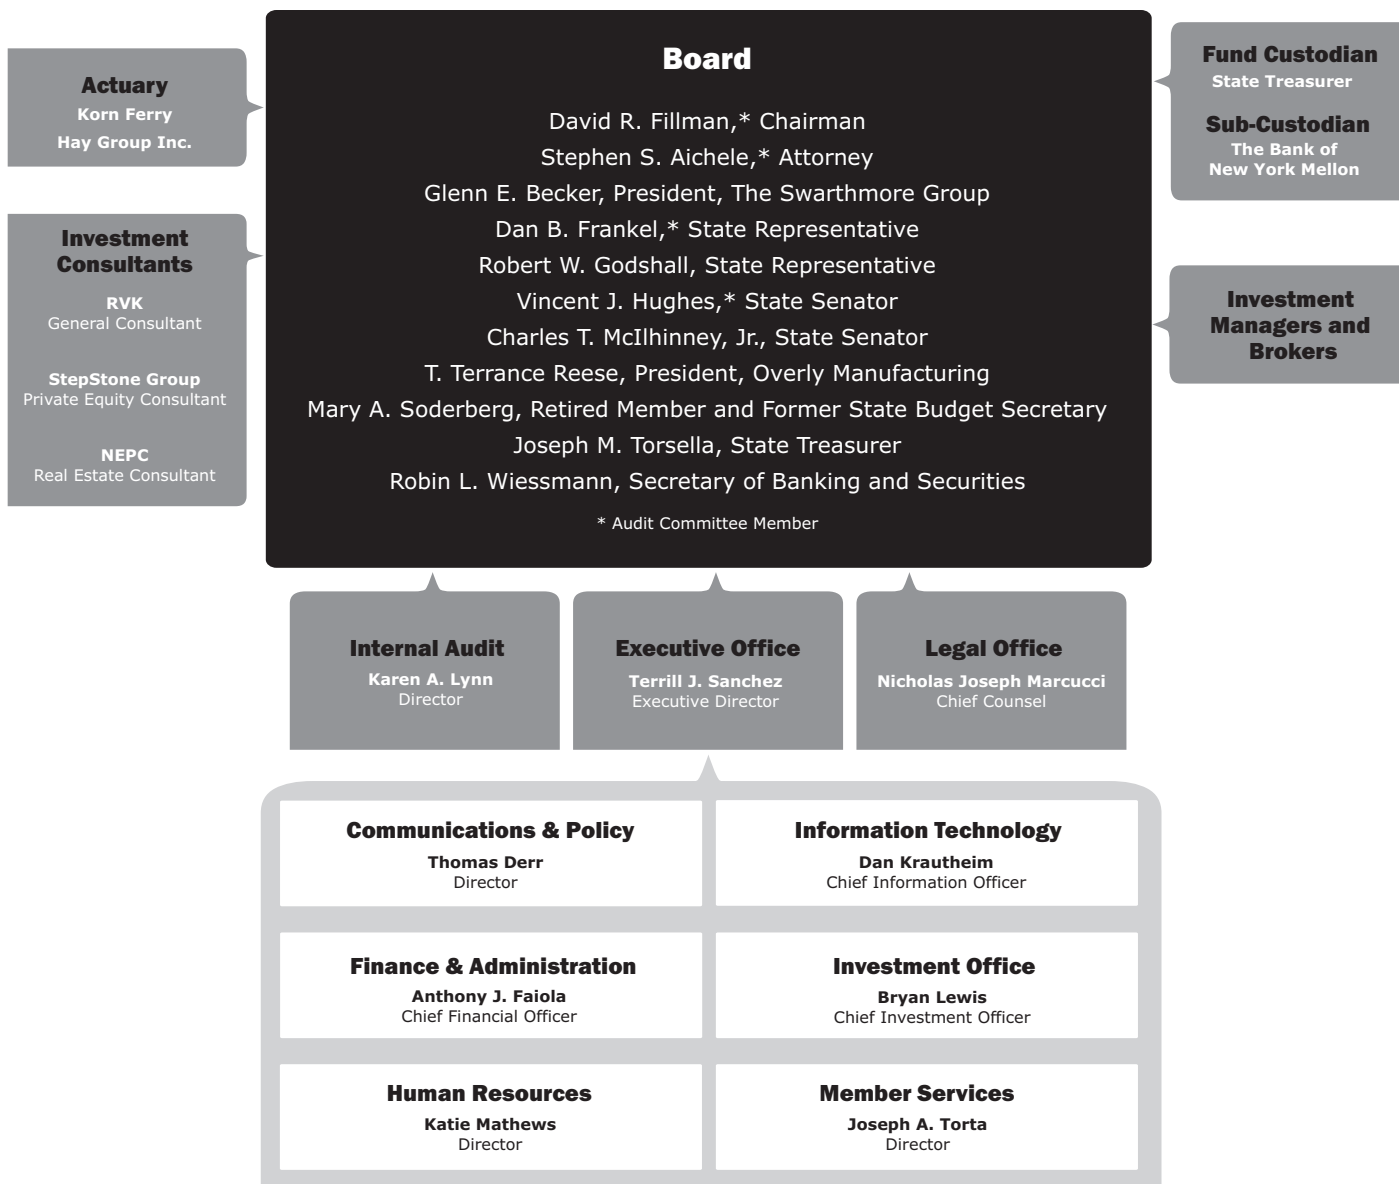 Board
David R. Fillman,* Chairman
Stephen S. Aichele,* Attorney
Glenn E. Becker, President, The Swarthmore Group
Dan B. Frankel,* State Representative
Robert W. Godshall, State Representative
Vincent J. Hughes,* State Senator
Charles T. McIlhinney, Jr., State Senator
T. Terrance Reese, President, Overly Manufacturing
Mary A. Soderberg, Retired Member and Former State Budget Secretary
Joseph M. Torsella, State Treasurer
Robin L. Wiessmann, Secretary of Banking and Securities
* Audit Committee Member
Actuary
Korn Ferry
Hay Group Inc.
Investment
Consultants
RVK
General Consultant
StepStone Group
Private Equity Consultant
NEPC
Real Estate Consultant
Fund Custodian
State Treasurer
Sub-Custodian
The Bank of
New York Mellon
Investment
Managers and
Brokers
Internal Audit
Karen A. Lynn
Director
Executive Office
Terrill J. Sanchez
Executive Director
Legal Office
Nicholas Joseph Marcucci
Chief Counsel
Communications & Policy
Thomas Derr
Director
Information Technology
Dan Krautheim
Chief Information Officer
Finance & Administration
Anthony J. Faiola
Chief Financial Officer
Investment Office
Bryan Lewis
Chief Investment Officer
Human Resources
Katie Mathews
Director
Member Services
Joseph A. Torta
Director